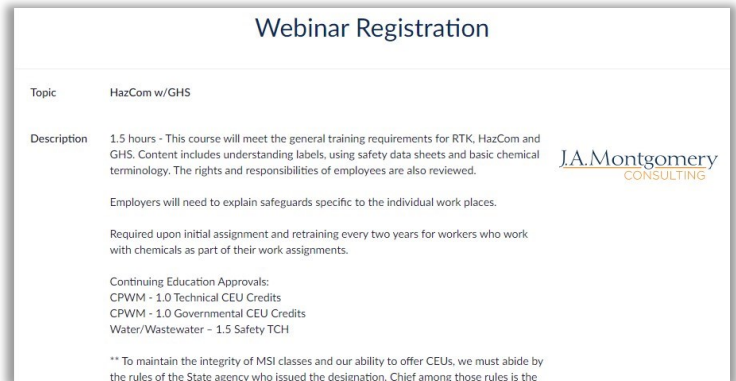 Webinar Registration
Topic HazCom w/GHS
Description 1.5 hours - This course will meet the general training requirements for RTK, HazCom and
GHS. Content includes understanding labels, using safety data sheets and basic chemical
terminology. The rights and responsibilities of employees are also reviewed.
J.A.Montgomery
CONSULTING
Employers will need to explain safeguards specific to the individual work places.
Required upon initial assignment and retraining every two years for workers who work
with chemicals as part of their work assignments.
Continuing Education Approvals:
CPWM - 1.0 Technical CEU Credits
CPWM - 1.0 Governmental CEU Credits
Water/Wastewater – 1.5 Safety TCH
** To maintain the integrity of MSI classes and our ability to offer CEUs, we must abide by
the rules of the State agency who issued the designation. Chief among those rules is the